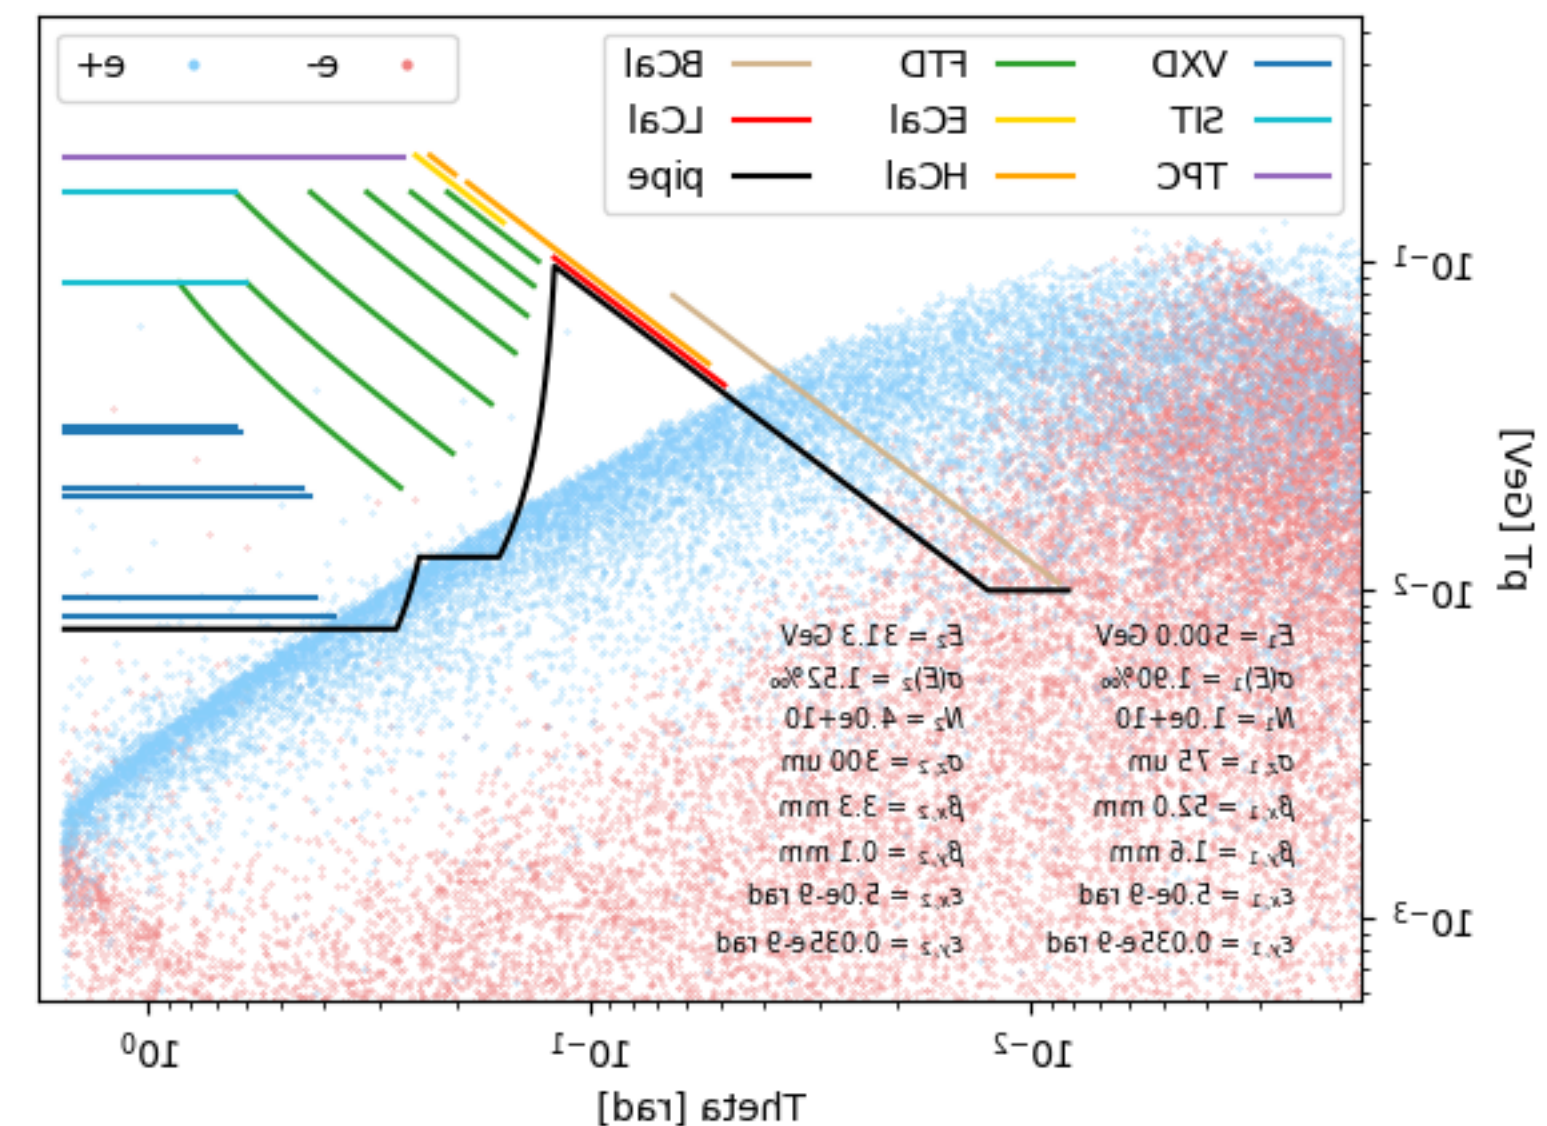 VXD FTD BCal
SIT ECal LCal
TPC HCal pipe
e- e+
10⁻¹
10⁻²
10⁻³
pT [GeV]
E₁ = 500.0 GeV E₂ = 31.3 GeV
σ(E)₁ = 1.90‰ σ(E)₂ = 1.52‰
N₁ = 1.0e+10 N₂ = 4.0e+10
σz,1 = 75 um σz,2 = 300 um
βx,1 = 52.0 mm βx,2 = 3.3 mm
βy,1 = 1.6 mm βy,2 = 0.1 mm
εx,1 = 5.0e-9 rad εx,2 = 5.0e-9 rad
εy,1 = 0.035e-9 rad εy,2 = 0.035e-9 rad
10⁻² 10⁻¹ 10⁰
Theta [rad]